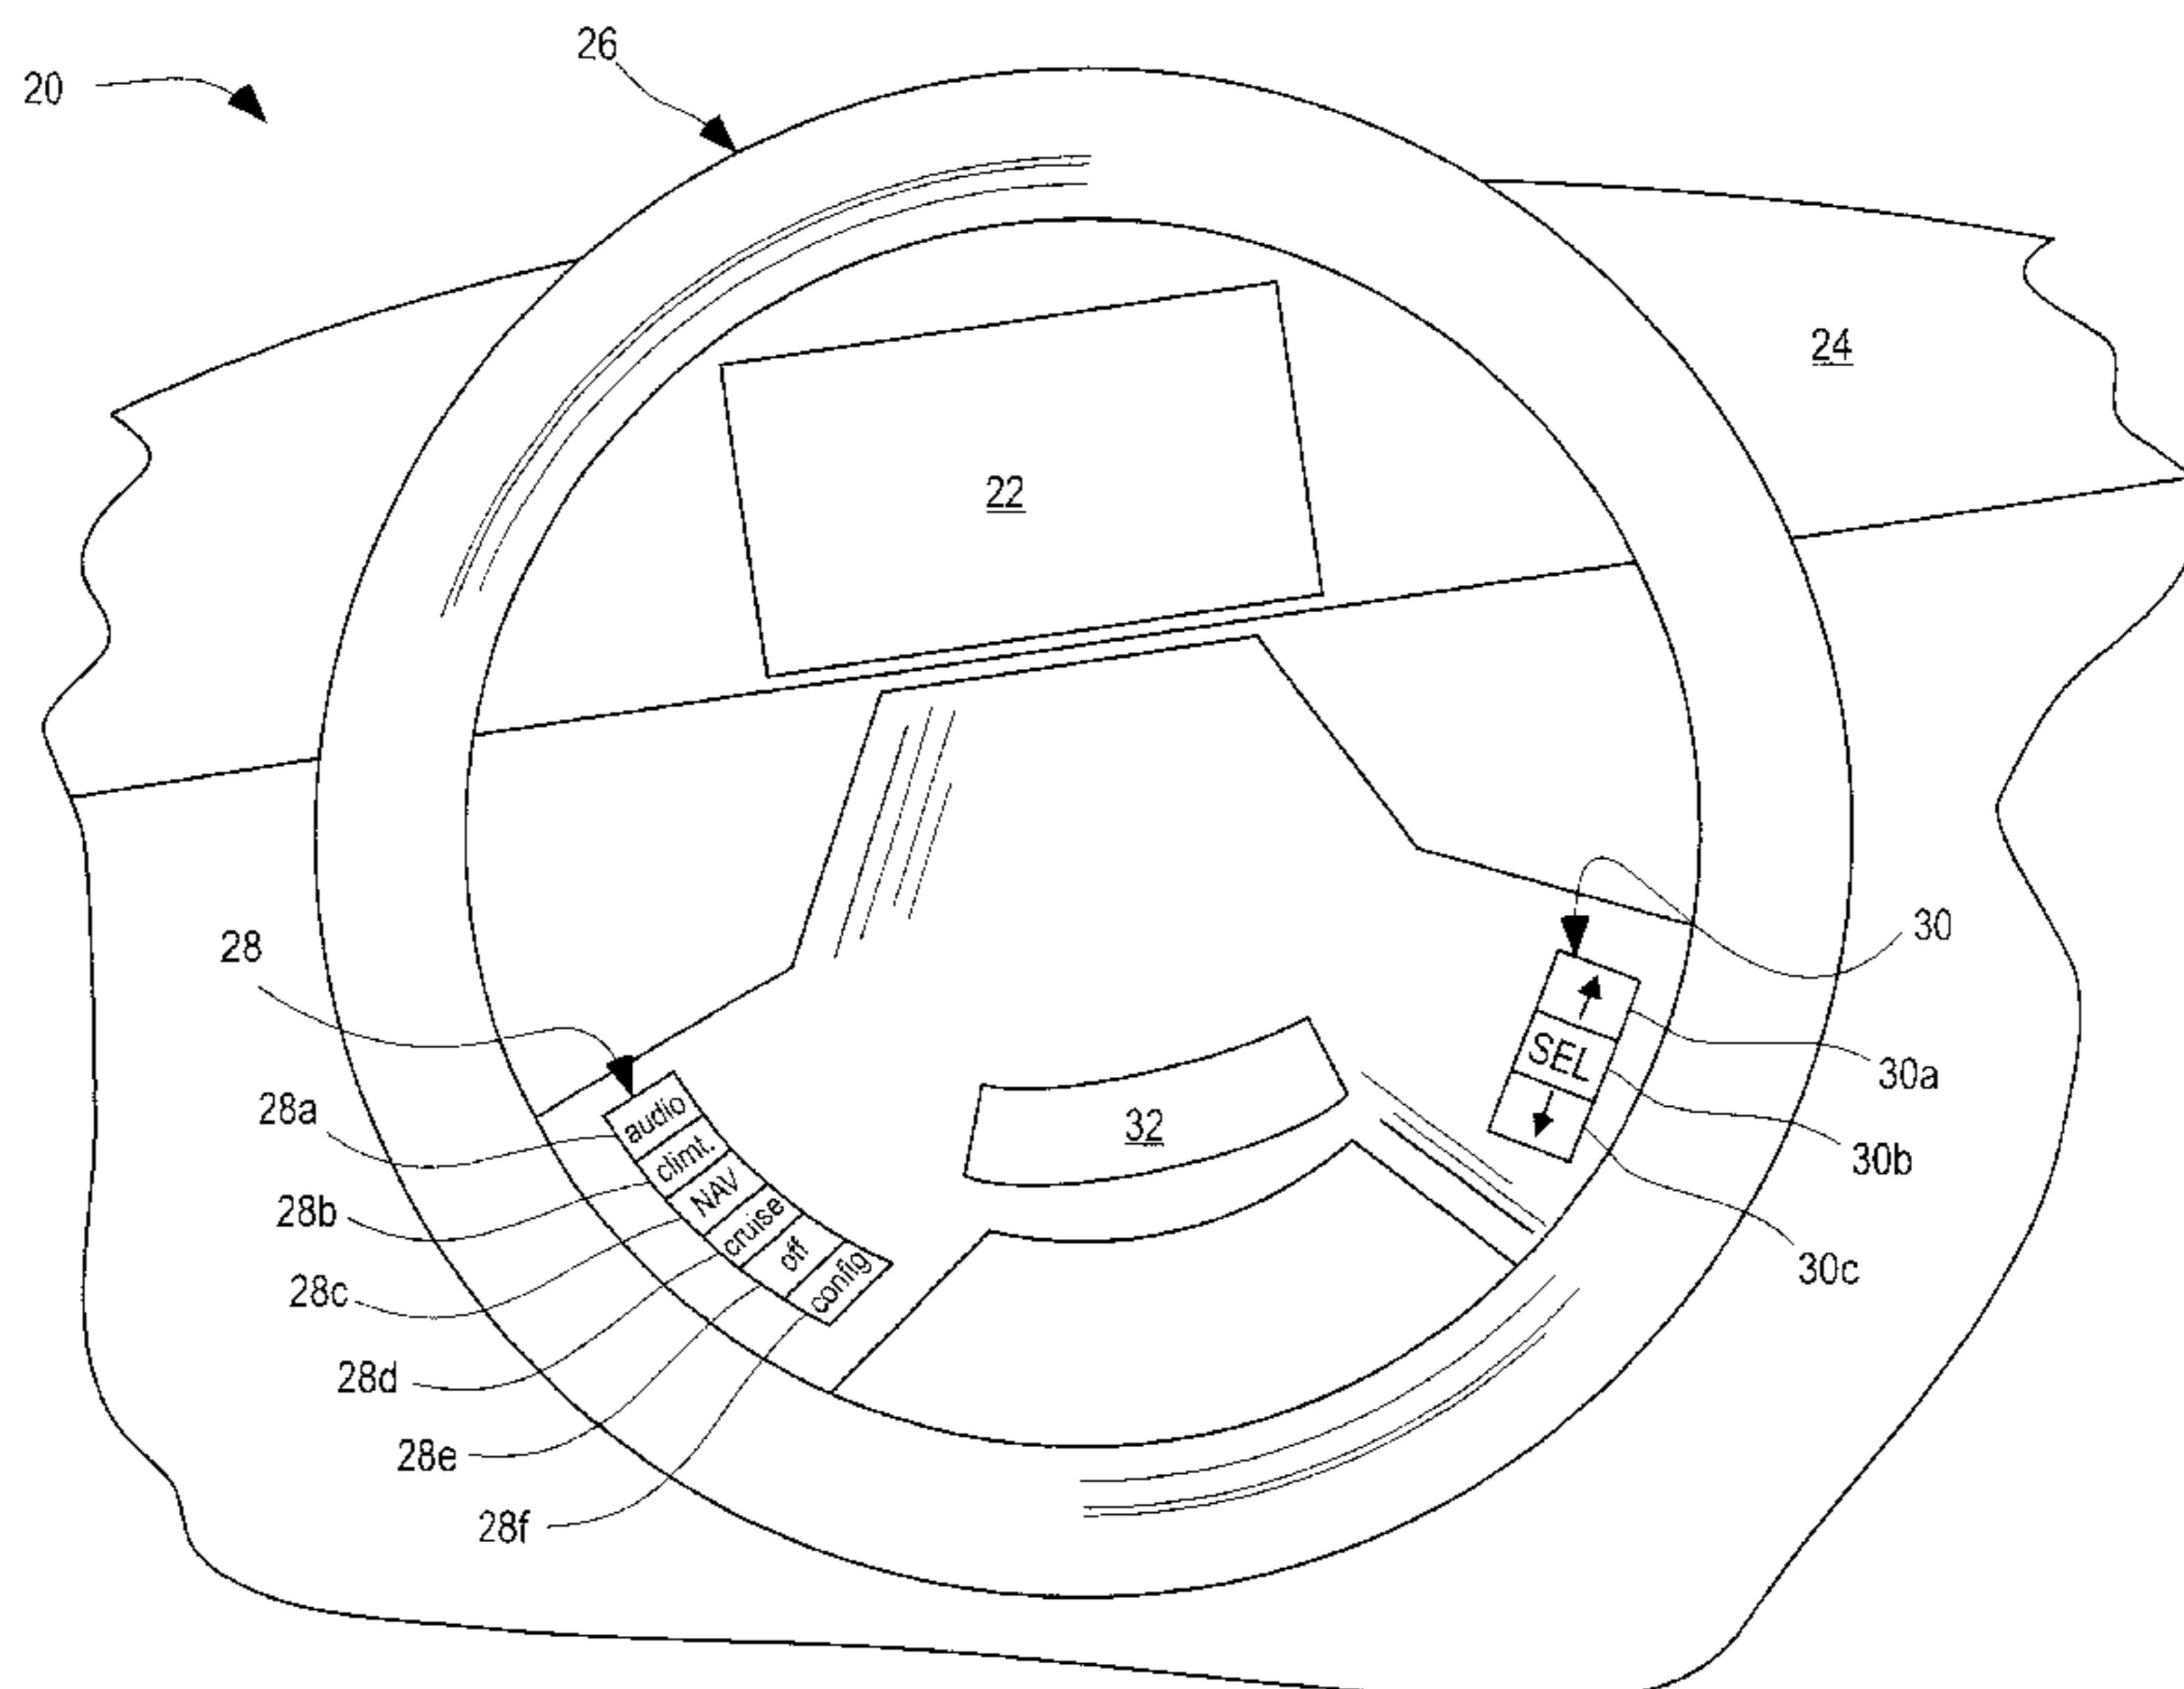 26
20
24
22
30
28
audio
climt.
NAV
cruise
off
config
SEL
32
28a
30a
28b
30b
28c
30c
28d
28e
28f